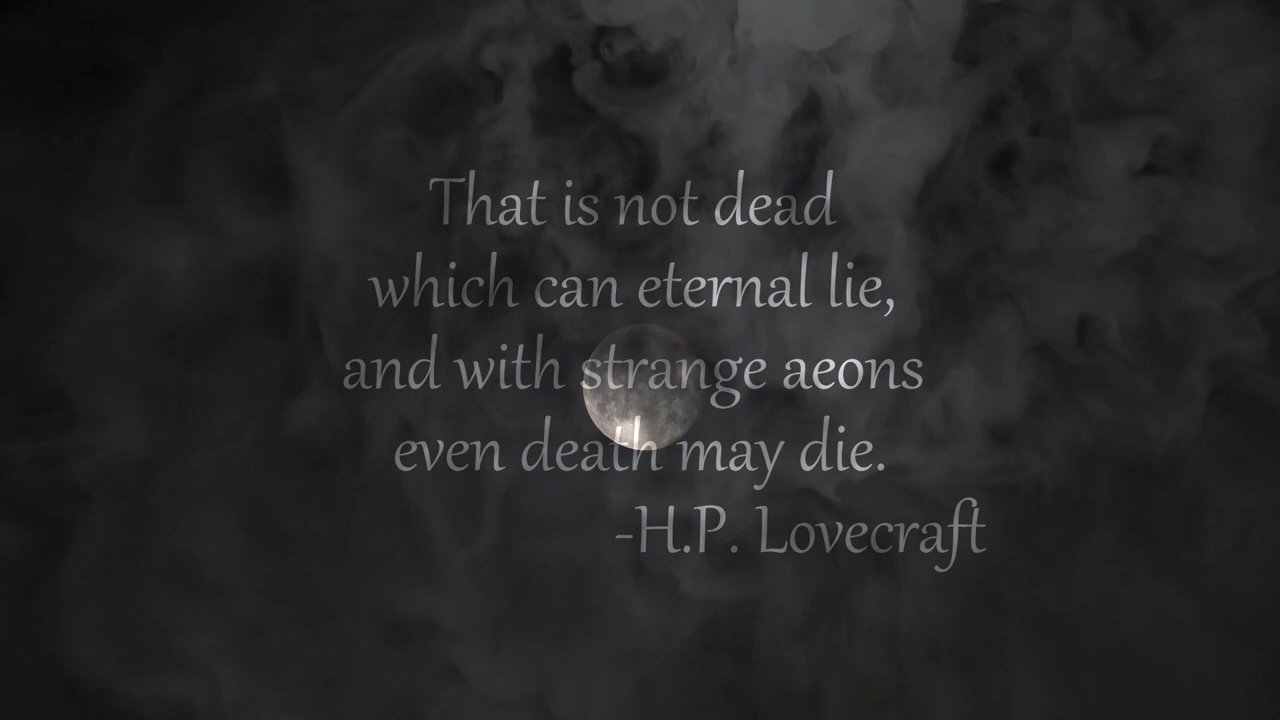 That is not dead
which can eternal lie,
and with strange aeons
even death may die.
-H.P. Lovecraft